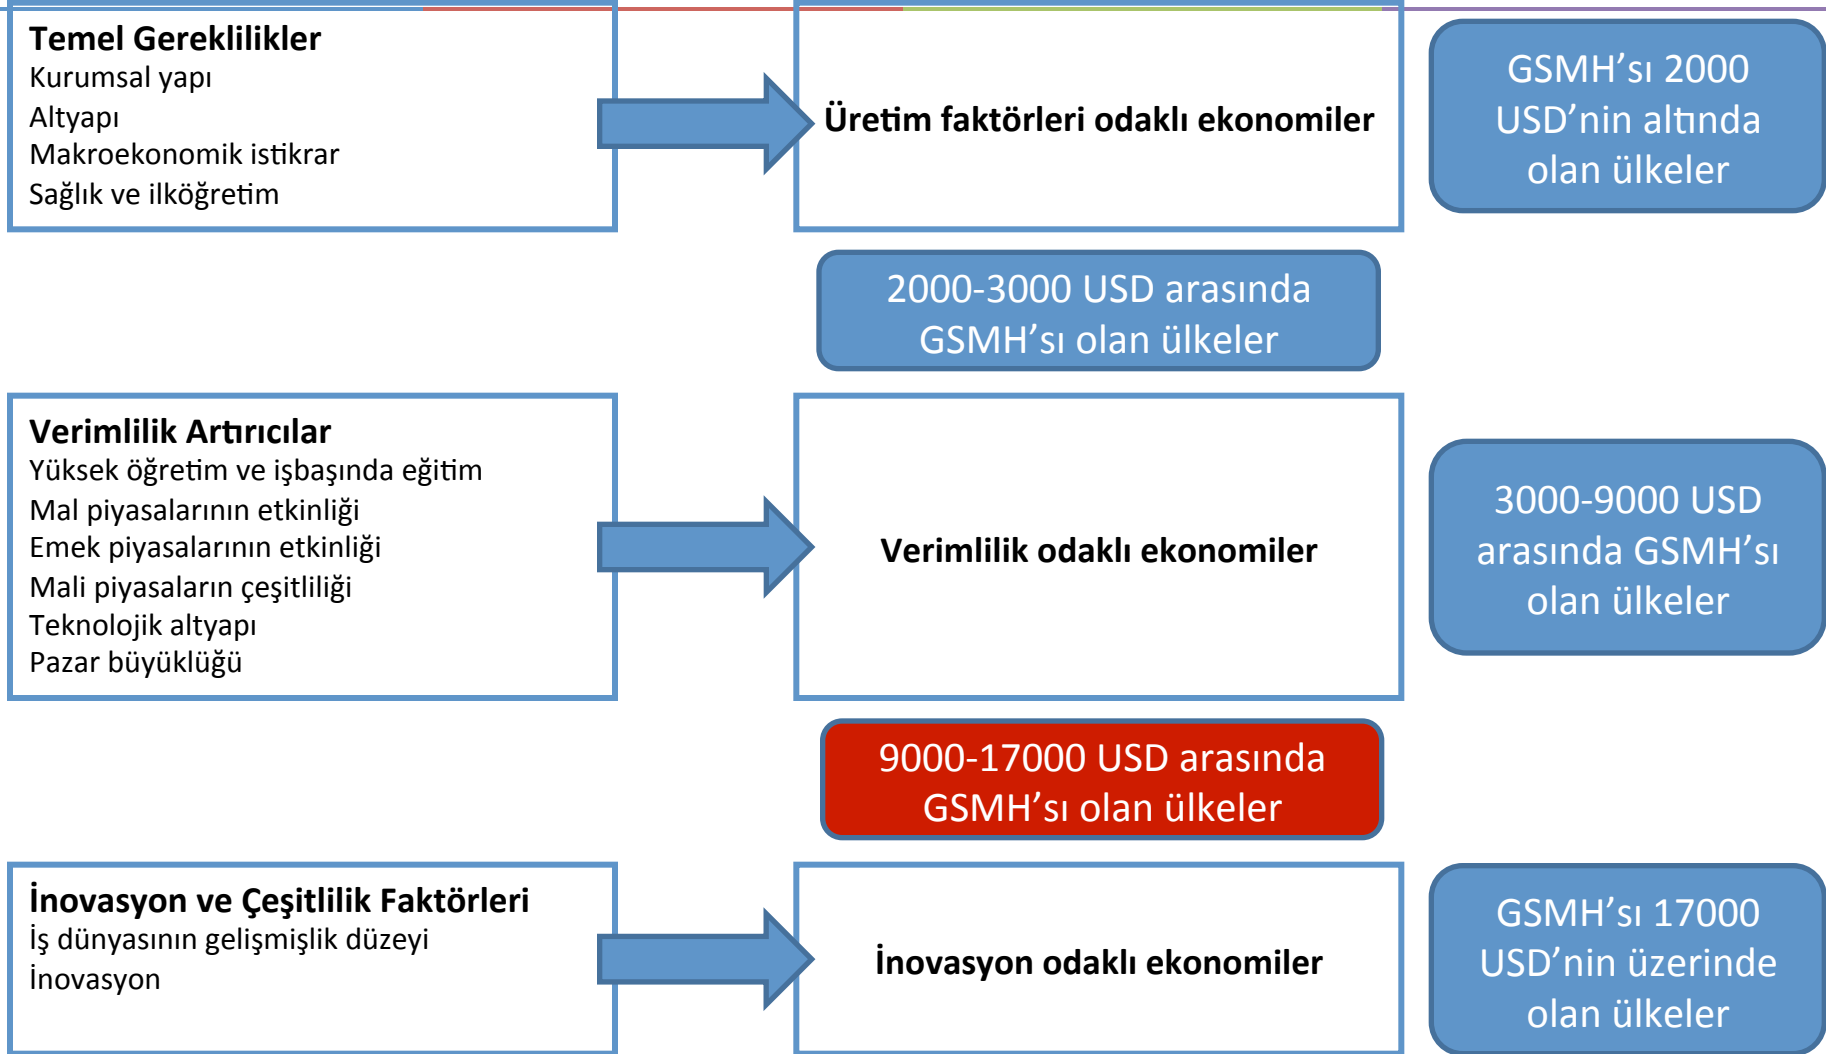 Temel Gereklilikler
Kurumsal yapı
Altyapı
Makroekonomik istikrar
Sağlık ve ilköğretim
Üretim faktörleri odaklı ekonomiler
GSMH’sı 2000
USD’nin altında
olan ülkeler
2000-3000 USD arasında
GSMH’sı olan ülkeler
Verimlilik Artırıcılar
Yüksek öğretim ve işbaşında eğitim
Mal piyasalarının etkinliği
Emek piyasalarının etkinliği
Mali piyasaların çeşitliliği
Teknolojik altyapı
Pazar büyüklüğü
Verimlilik odaklı ekonomiler
3000-9000 USD
arasında GSMH’sı
olan ülkeler
9000-17000 USD arasında
GSMH’sı olan ülkeler
İnovasyon ve Çeşitlilik Faktörleri
İş dünyasının gelişmişlik düzeyi
İnovasyon
İnovasyon odaklı ekonomiler
GSMH’sı 17000
USD’nin üzerinde
olan ülkeler